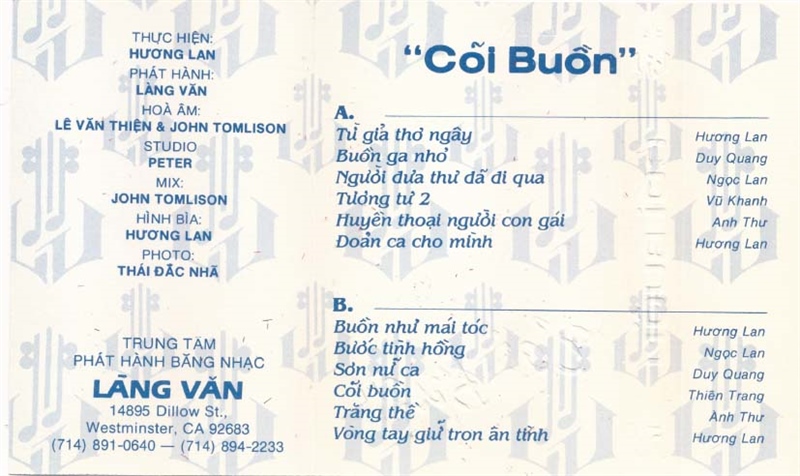 THỰC HIỆN:
HƯƠNG LAN
PHÁT HÀNH:
LÀNG VĂN
HOÀ ÂM:
LÊ VĂN THIỆN & JOHN TOMLISON
STUDIO
PETER
MIX:
JOHN TOMLISON
HÌNH BÌA:
HƯƠNG LAN
PHOTO:
THÁI ĐẮC NHÃ
TRUNG TÂM
PHÁT HÀNH BĂNG NHẠC
LÀNG VĂN
14895 Dillow St.,
Westminster, CA 92683
(714) 891-0640 — (714) 894-2233
“Cõi Buồn”
A.
Từ giả thơ ngây Hương Lan
Buồn ga nhỏ Duy Quang
Người đưa thư đã đi qua Ngọc Lan
Tương tư 2 Vũ Khanh
Huyền thoại người con gái Anh Thư
Đoản ca cho mình Hương Lan
B.
Buồn như mái tóc Hương Lan
Bước tình hồng Ngọc Lan
Sơn nữ ca Duy Quang
Cõi buồn Thiên Trang
Trăng thề Anh Thư
Vòng tay giữ trọn ân tình Hương Lan